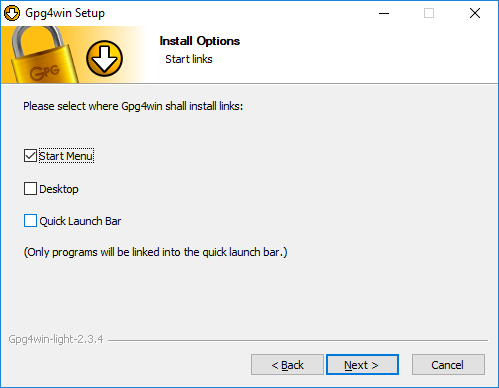 Gpg4win Setup
GPG
Install Options
Start links
Please select where Gpg4win shall install links:
Start Menu
Desktop
Quick Launch Bar
(Only programs will be linked into the quick launch bar.)
Gpg4win-light-2.3.4
< Back
Next >
Cancel